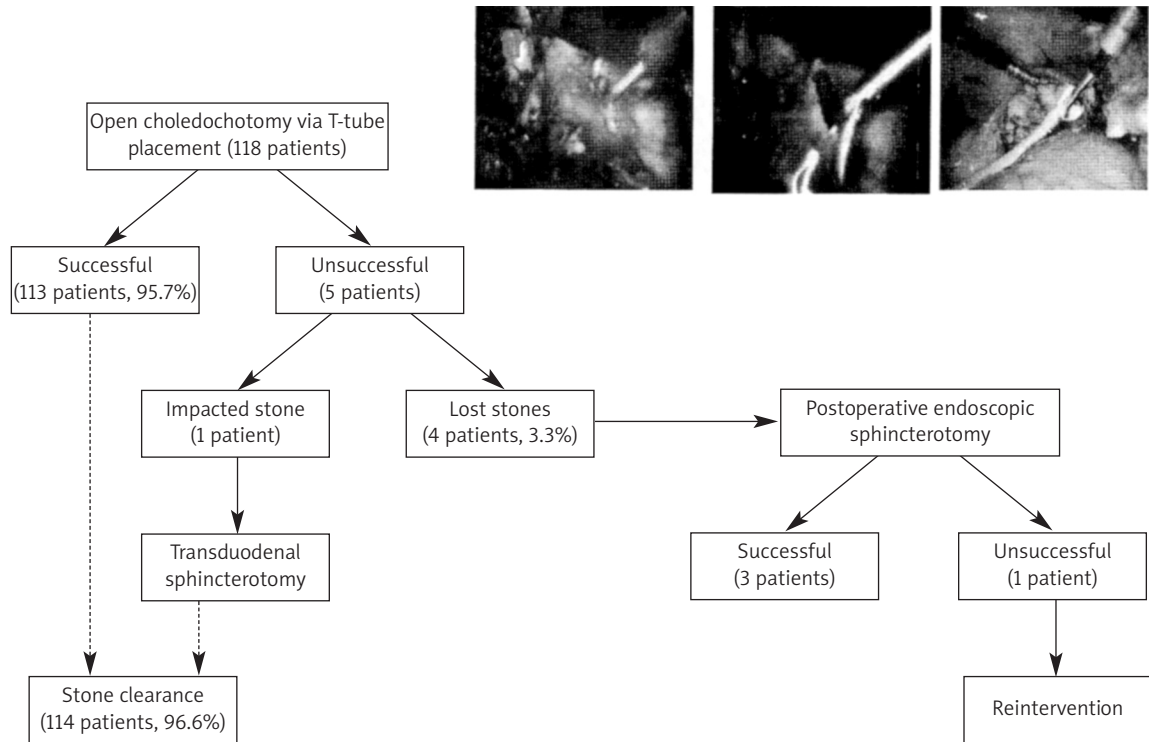 Open choledochotomy via T-tube
placement (118 patients)
Successful
(113 patients, 95.7%)
Unsuccessful
(5 patients)
Impacted stone
(1 patient)
Lost stones
(4 patients, 3.3%)
Postoperative endoscopic
sphincterotomy
Transduodenal
sphincterotomy
Successful
(3 patients)
Unsuccessful
(1 patient)
Stone clearance
(114 patients, 96.6%)
Reintervention